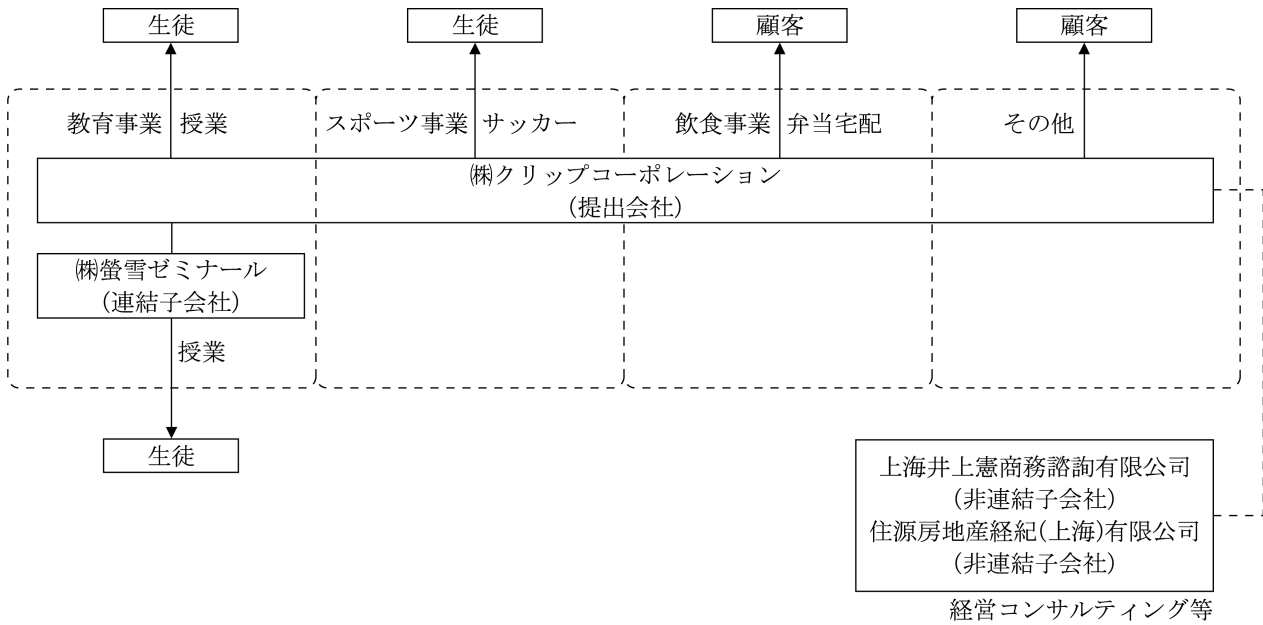 生徒
生徒
顧客
顧客
教育事業 授業
スポーツ事業 サッカー
飲食事業 弁当宅配
その他
㈱クリップコーポレーション
(提出会社)
㈱螢雪ゼミナール
(連結子会社)
授業
生徒
上海井上憲商務諮詢有限公司
(非連結子会社)
住源房地産経紀(上海)有限公司
(非連結子会社)
経営コンサルティング等